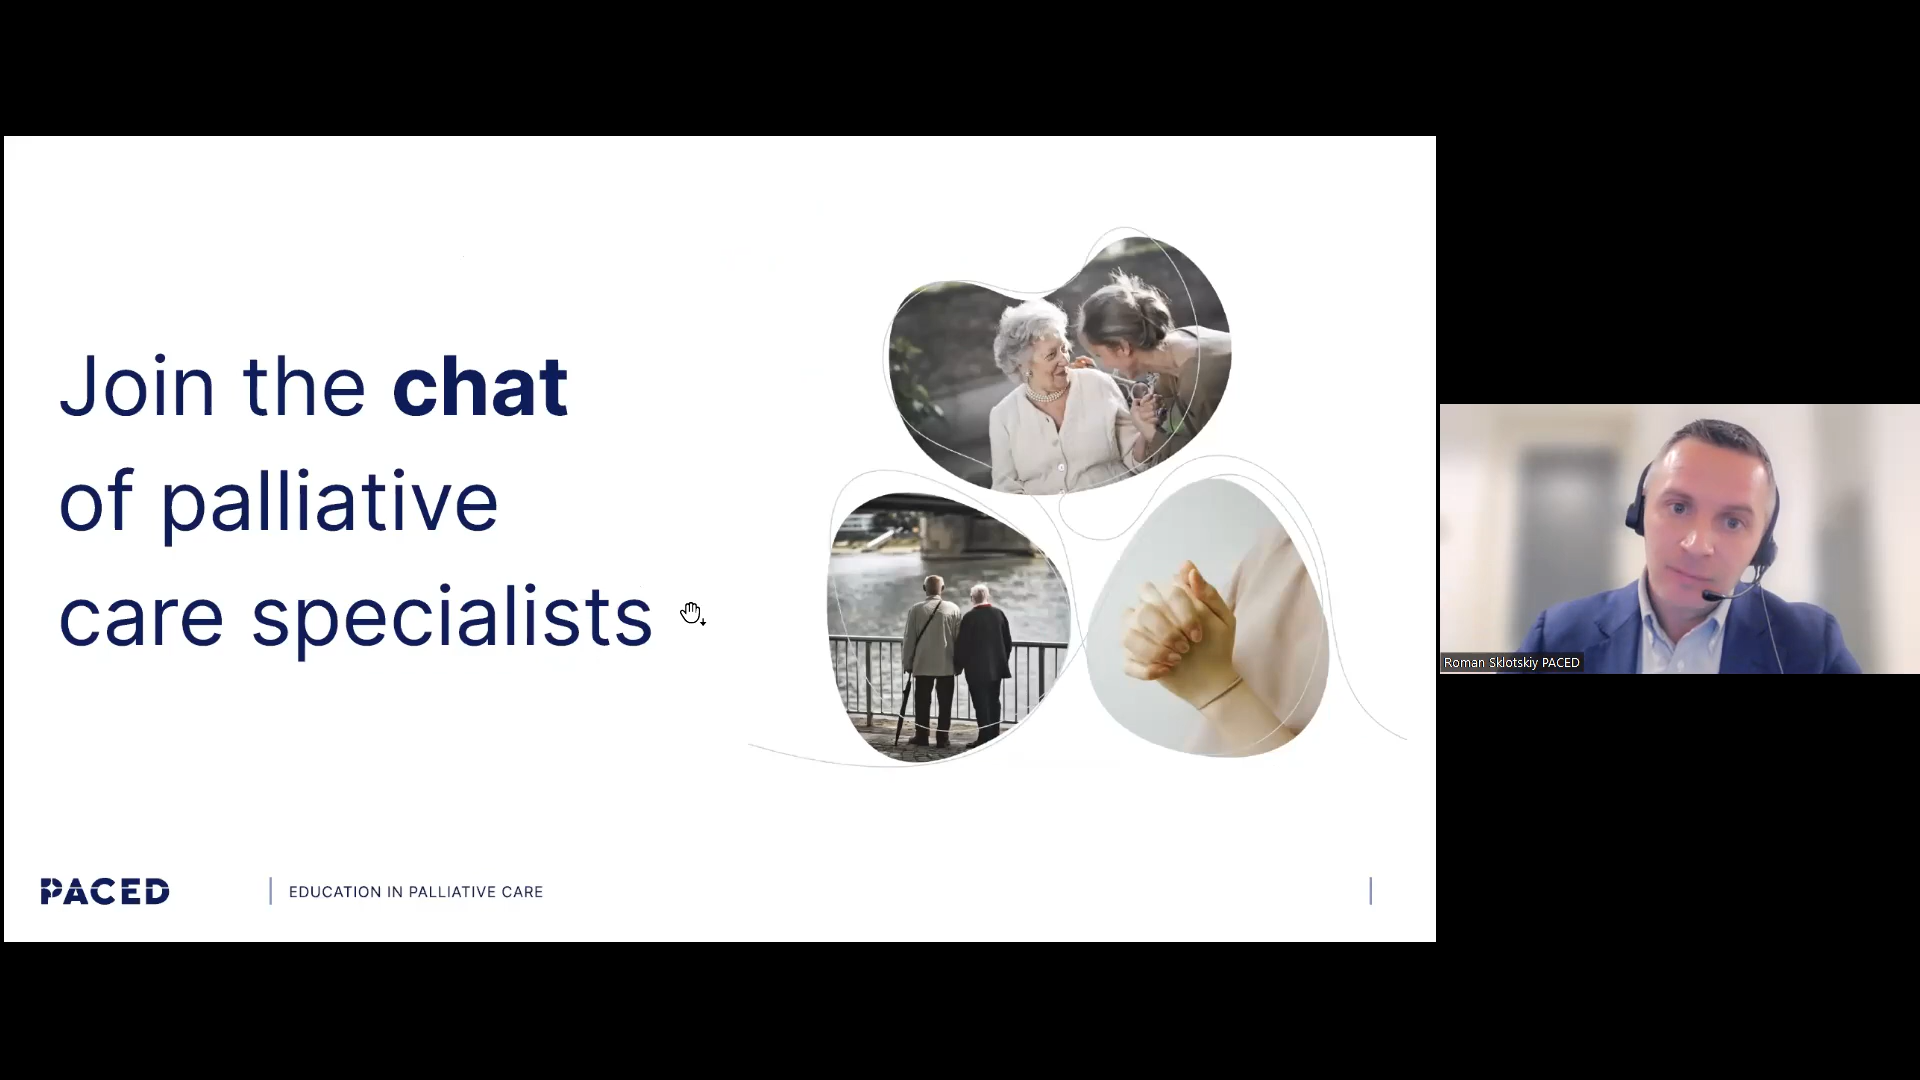 Join the chat
of palliative
care specialists
PACED
EDUCATION IN PALLIATIVE CARE
Roman Sklotskiy PACED